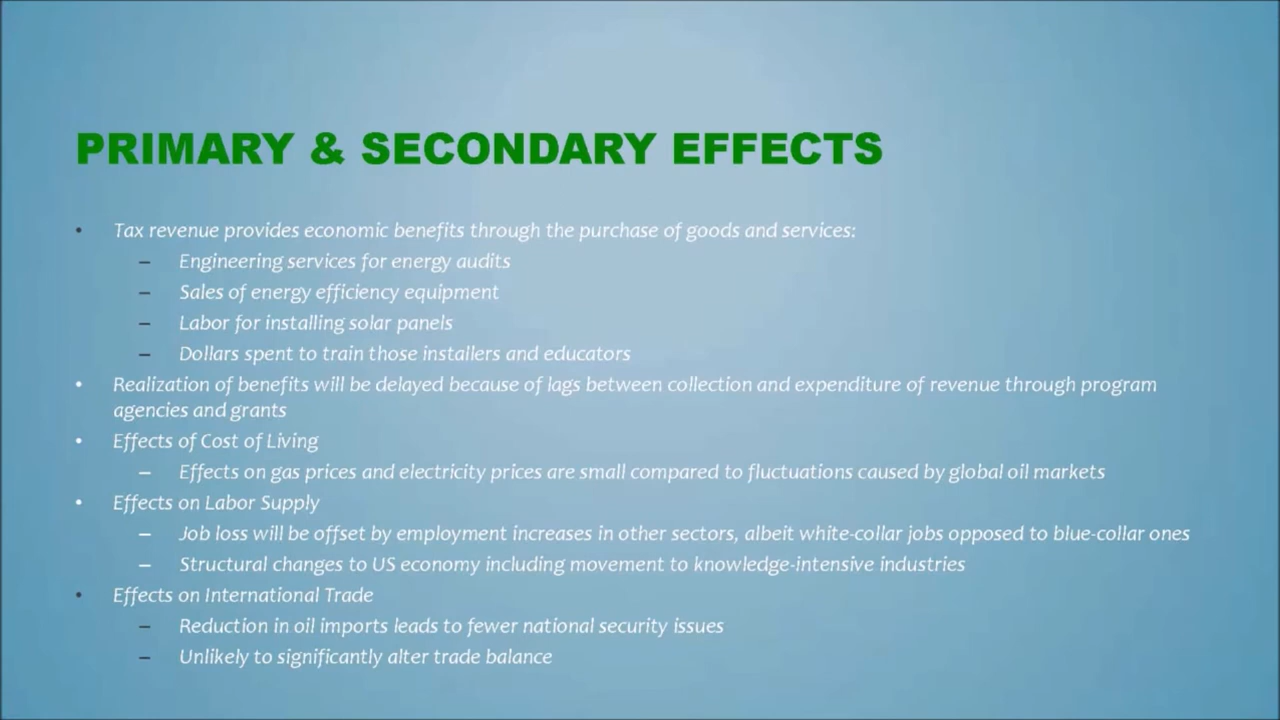 PRIMARY & SECONDARY EFFECTS
• Tax revenue provides economic benefits through the purchase of goods and services:
– Engineering services for energy audits
– Sales of energy efficiency equipment
– Labor for installing solar panels
– Dollars spent to train those installers and educators
• Realization of benefits will be delayed because of lags between collection and expenditure of revenue through program
agencies and grants
• Effects of Cost of Living
– Effects on gas prices and electricity prices are small compared to fluctuations caused by global oil markets
• Effects on Labor Supply
– Job loss will be offset by employment increases in other sectors, albeit white-collar jobs opposed to blue-collar ones
– Structural changes to US economy including movement to knowledge-intensive industries
• Effects on International Trade
– Reduction in oil imports leads to fewer national security issues
– Unlikely to significantly alter trade balance